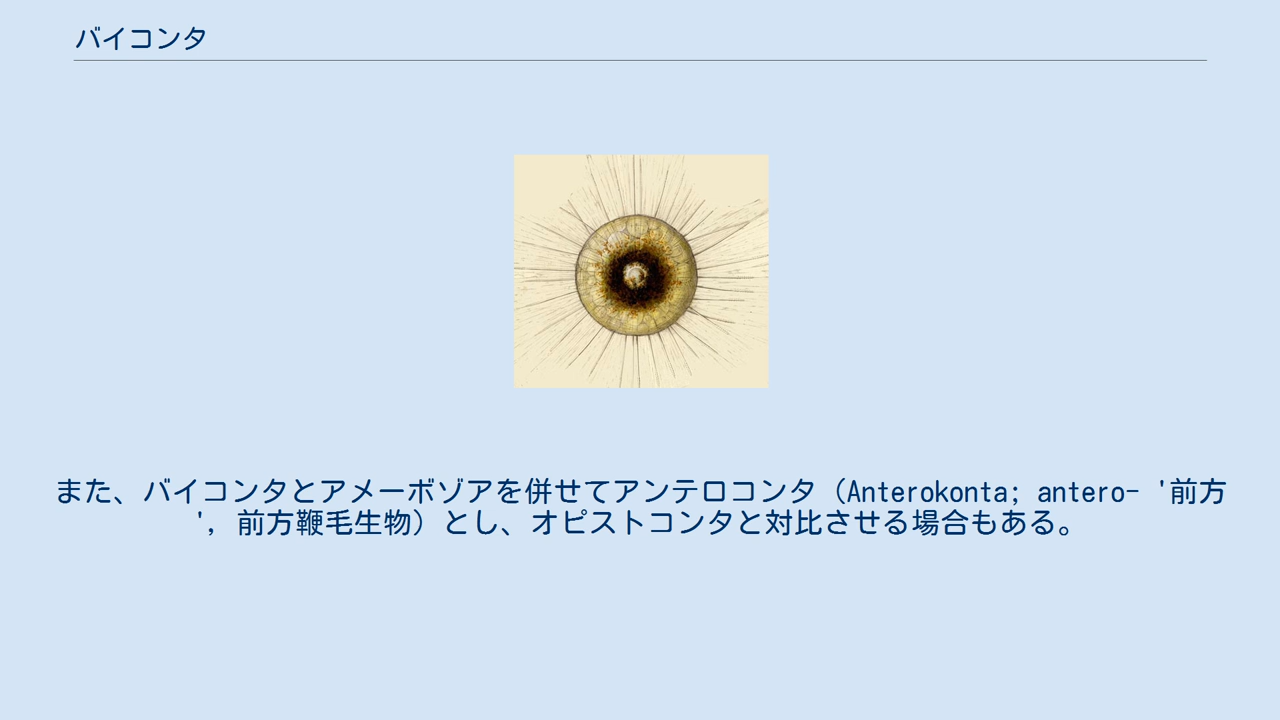 バイコンタ
また、バイコンタとアメーボゾアを併せてアンテロコンタ（Anterokonta; antero- '前方
', 前方鞭毛生物）とし、オピストコンタと対比させる場合もある。